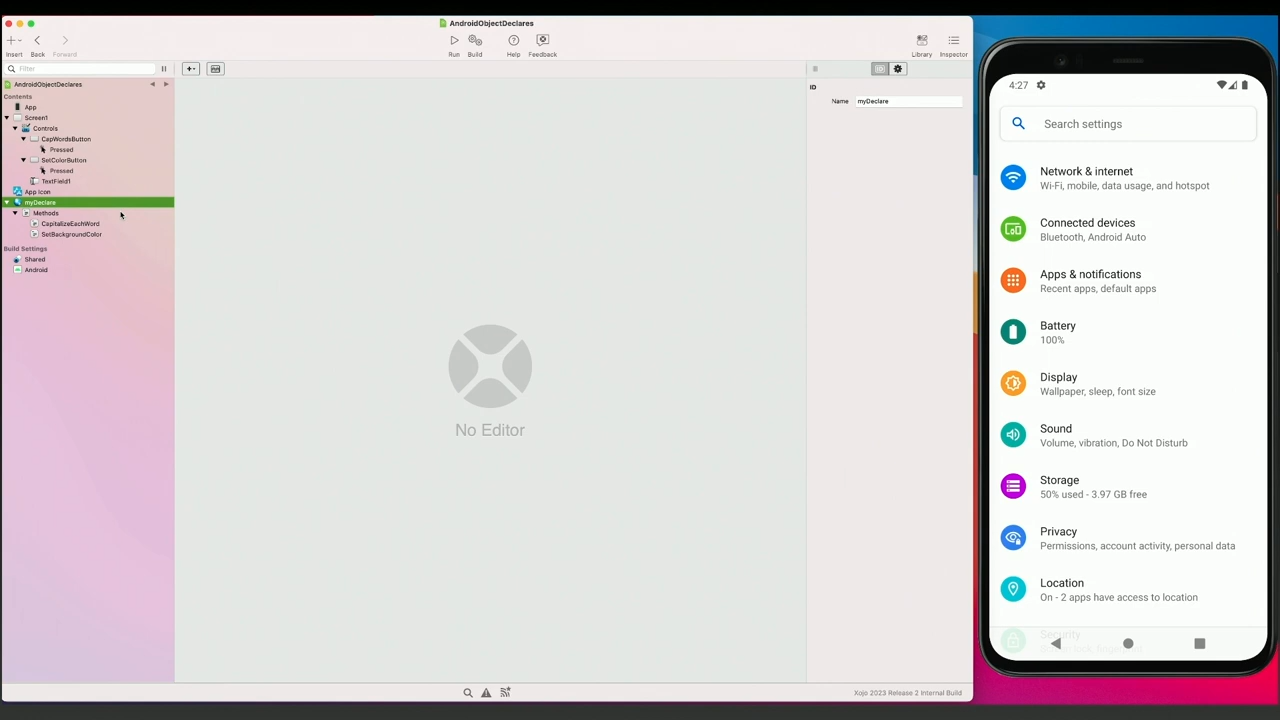 AndroidObjectDeclares
Insert
Back
Forward
Run
Build
Help
Feedback
Library
Inspector
Filter
AndroidObjectDeclares
Contents
App
Screen1
Controls
CapWordsButton
Pressed
SetColorButton
Pressed
TextField1
App Icon
myDeclare
Methods
CapitalizeEachWord
SetBackgroundColor
Build Settings
Shared
Android
No Editor
ID
Name myDeclare
Xojo 2023 Release 2 Internal Build
4:27
Search settings
Network & internet
Wi-Fi, mobile, data usage, and hotspot
Connected devices
Bluetooth, Android Auto
Apps & notifications
Recent apps, default apps
Battery
100%
Display
Wallpaper, sleep, font size
Sound
Volume, vibration, Do Not Disturb
Storage
50% used - 3.97 GB free
Privacy
Permissions, account activity, personal data
Location
On - 2 apps have access to location
Security